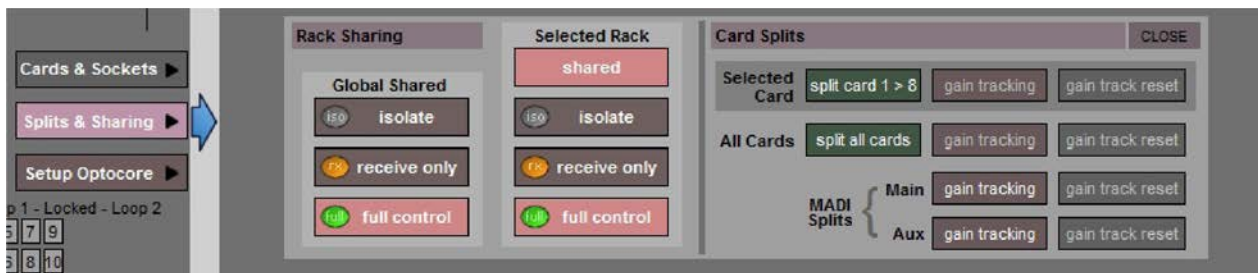 Cards & Sockets
Splits & Sharing
Setup Optocore
p 1 - Locked - Loop 2
5 7 9
6 8 10
Rack Sharing
Global Shared
iso isolate
rx receive only
full full control
Selected Rack
shared
iso isolate
rx receive only
full full control
Card Splits CLOSE
Selected Card split card 1 > 8 gain tracking gain track reset
All Cards split all cards gain tracking gain track reset
MADI Splits
Main gain tracking gain track reset
Aux gain tracking gain track reset